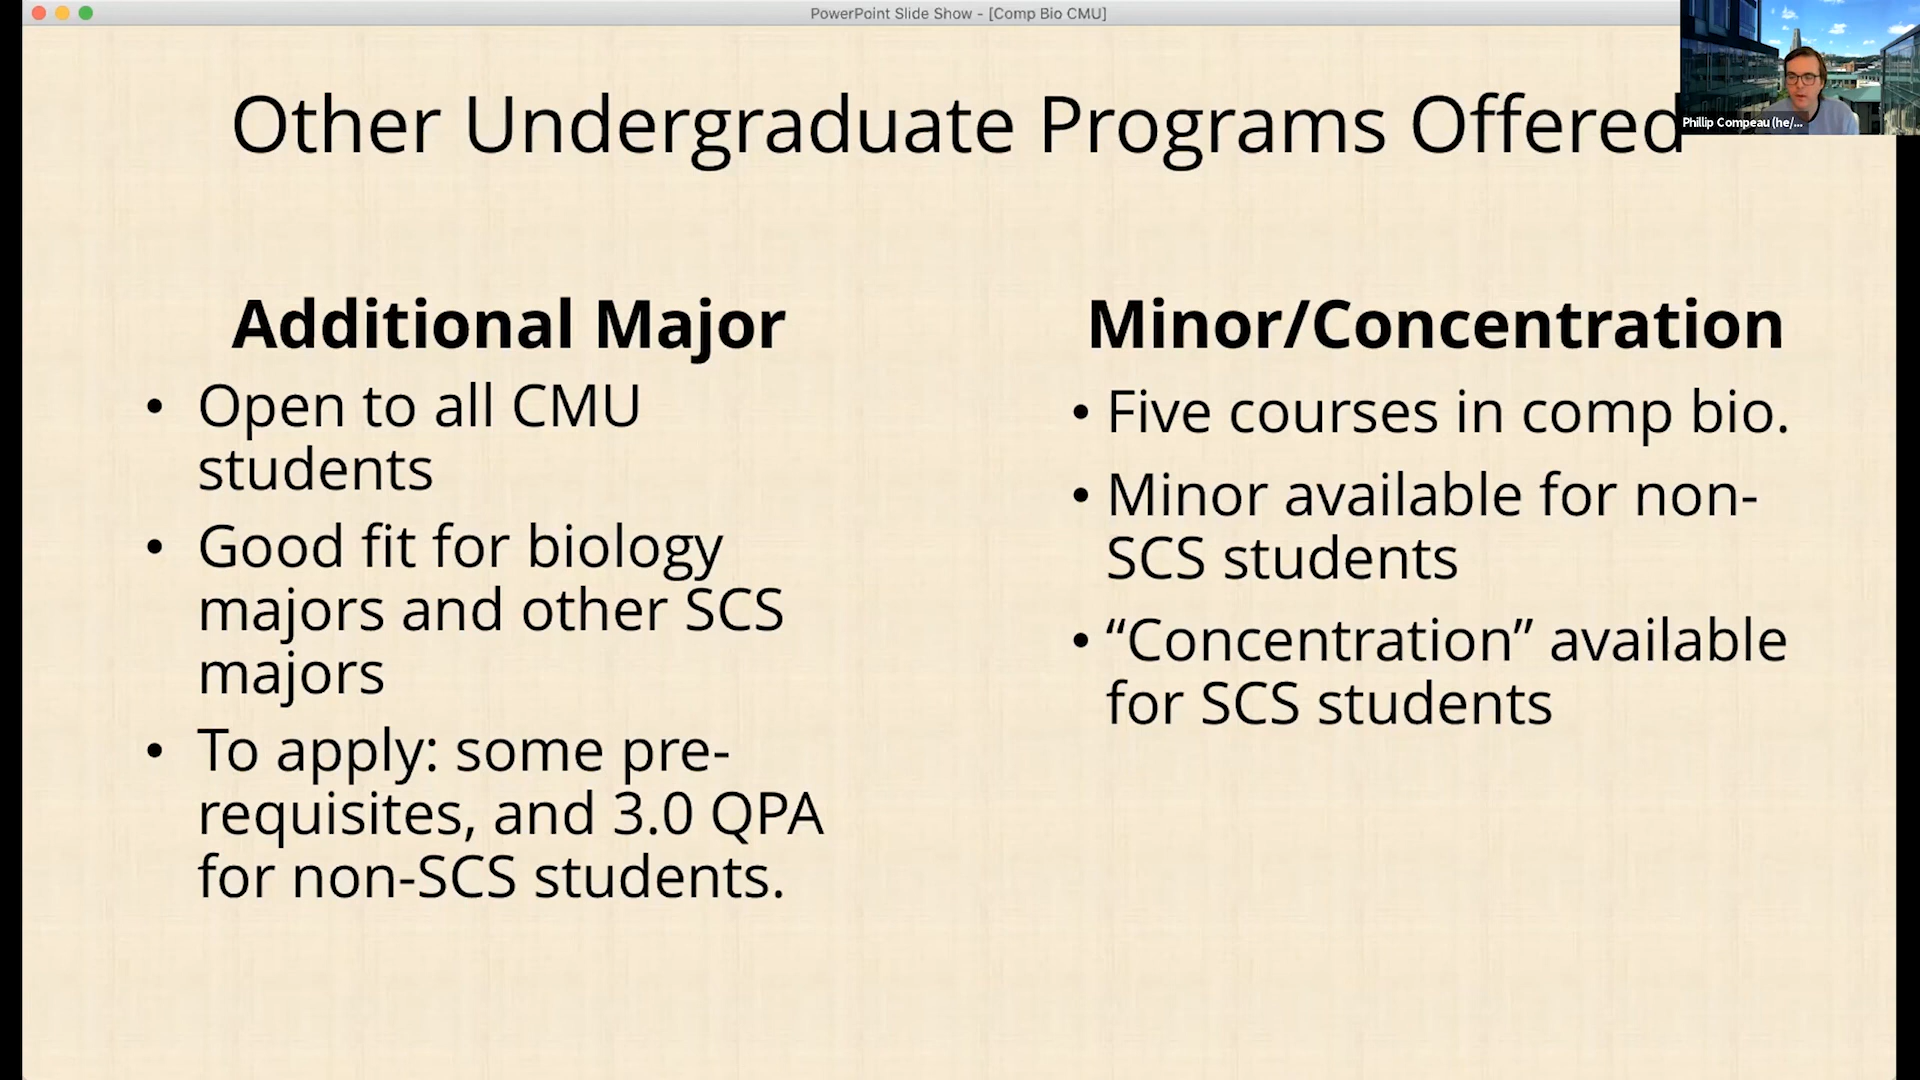 PowerPoint Slide Show - [Comp Bio CMU]
Phillip Compeau (he/...
Other Undergraduate Programs Offered
Additional Major
• Open to all CMU
students
• Good fit for biology
majors and other SCS
majors
• To apply: some pre-
requisites, and 3.0 QPA
for non-SCS students.
Minor/Concentration
• Five courses in comp bio.
• Minor available for non-
SCS students
• “Concentration” available
for SCS students